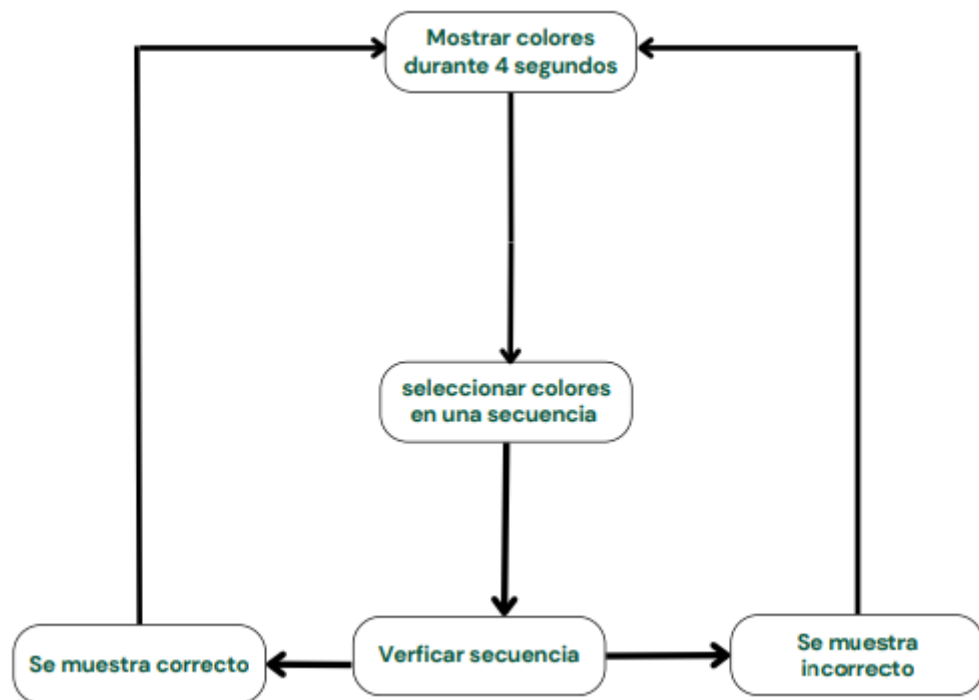 Mostrar colores
durante 4 segundos
seleccionar colores
en una secuencia
Se muestra correcto
Verficar secuencia
Se muestra
incorrecto